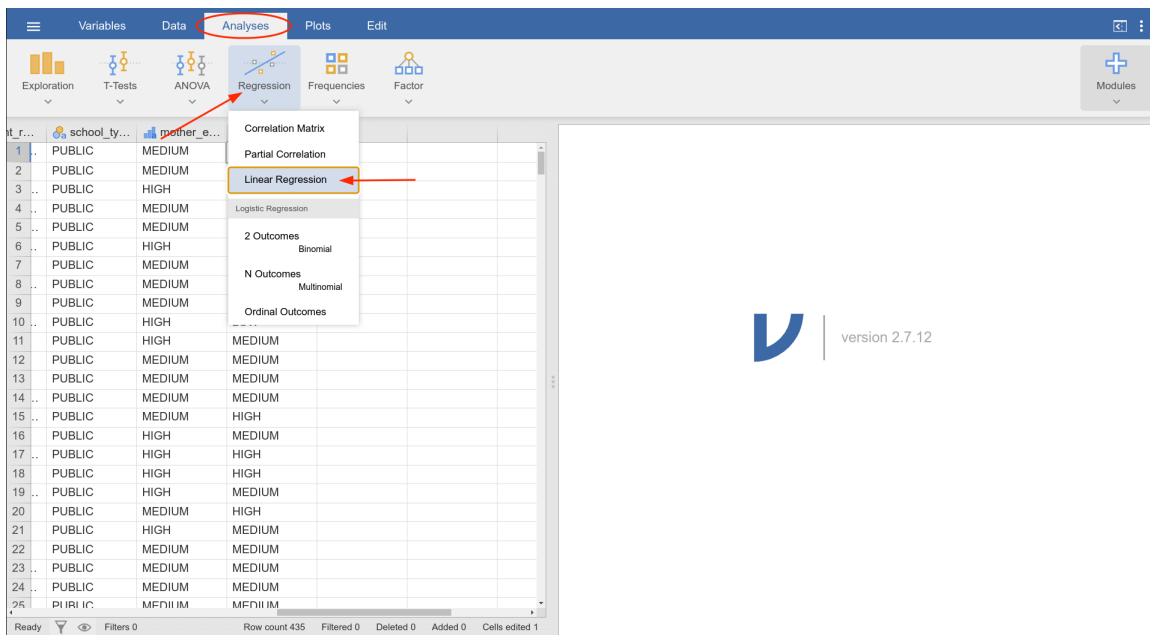 Variables Data Analyses Plots Edit
Exploration T-Tests ANOVA Regression Frequencies Factor Modules
nt_r... school_ty... mother_e...
Correlation Matrix
Partial Correlation
Linear Regression
Logistic Regression
2 Outcomes
Binomial
N Outcomes
Multinomial
Ordinal Outcomes
1 .. PUBLIC MEDIUM
2 PUBLIC MEDIUM
3 .. PUBLIC HIGH
4 .. PUBLIC MEDIUM
5 .. PUBLIC MEDIUM
6 .. PUBLIC HIGH
7 PUBLIC MEDIUM
8 .. PUBLIC MEDIUM
9 PUBLIC MEDIUM
10 .. PUBLIC HIGH
11 PUBLIC HIGH MEDIUM
12 PUBLIC MEDIUM MEDIUM
13 PUBLIC MEDIUM MEDIUM
14 .. PUBLIC MEDIUM MEDIUM
15 .. PUBLIC MEDIUM HIGH
16 PUBLIC HIGH MEDIUM
17 .. PUBLIC HIGH HIGH
18 PUBLIC HIGH HIGH
19 .. PUBLIC HIGH MEDIUM
20 PUBLIC MEDIUM HIGH
21 PUBLIC HIGH MEDIUM
22 PUBLIC MEDIUM MEDIUM
23 .. PUBLIC MEDIUM MEDIUM
24 .. PUBLIC MEDIUM MEDIUM
25 PUBLIC MEDIUM MEDIUM
version 2.7.12
Ready Filters 0 Row count 435 Filtered 0 Deleted 0 Added 0 Cells edited 1